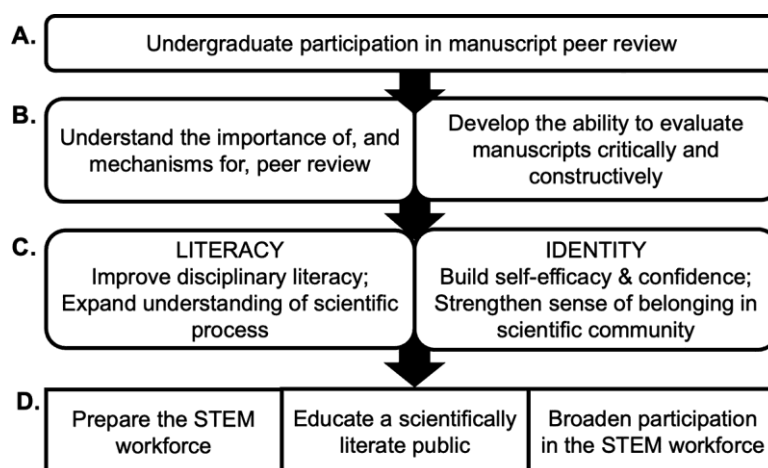 A.
Undergraduate participation in manuscript peer review
B.
Understand the importance of, and
mechanisms for, peer review
Develop the ability to evaluate
manuscripts critically and
constructively
C.
LITERACY
Improve disciplinary literacy;
Expand understanding of scientific
process
IDENTITY
Build self-efficacy & confidence;
Strengthen sense of belonging in
scientific community
D.
Prepare the STEM
workforce
Educate a scientifically
literate public
Broaden participation
in the STEM workforce